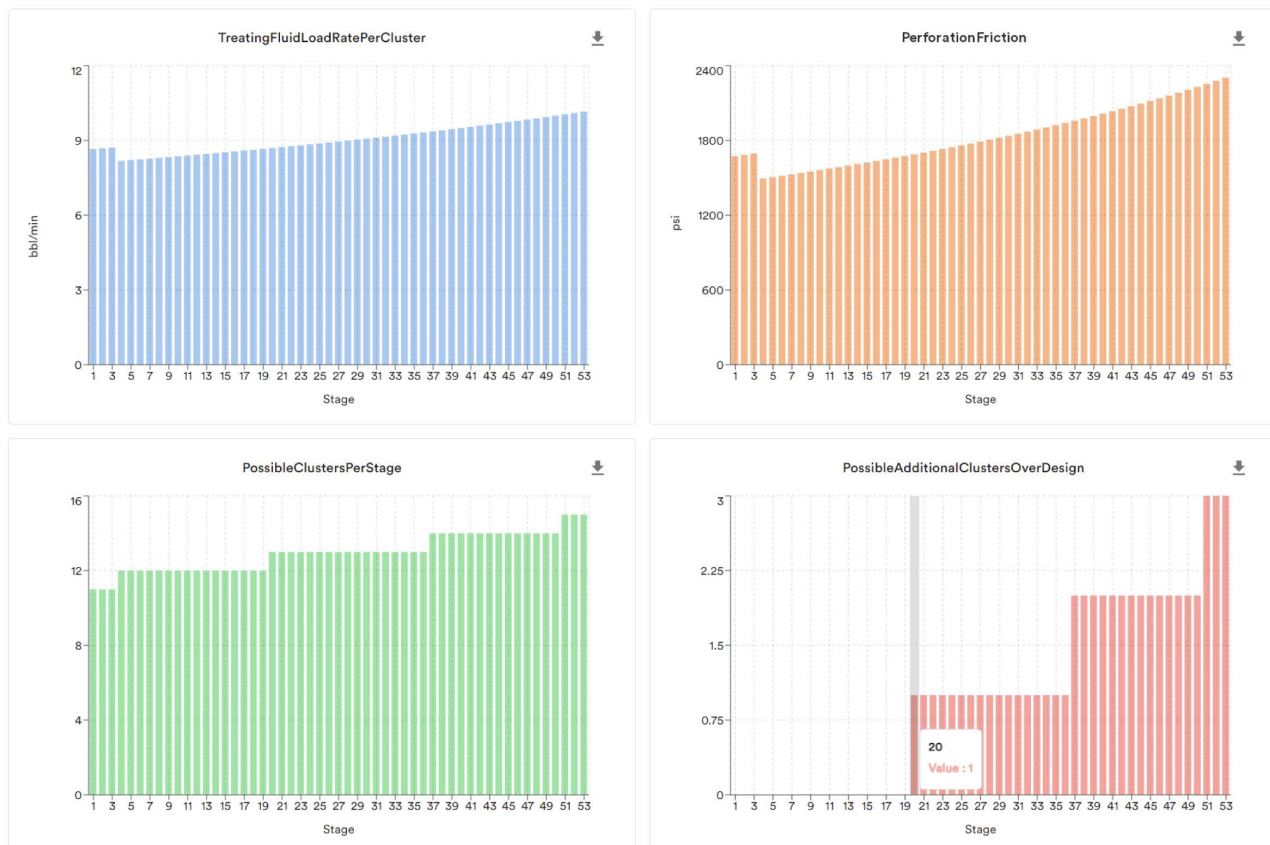 TreatingFluidLoadRatePerCluster
12
9
6
3
0
bbl/min
1 3 5 7 9 11 13 15 17 19 21 23 25 27 29 31 33 35 37 39 41 43 45 47 49 51 53
Stage
PerforationFriction
2400
1800
1200
600
0
psi
1 3 5 7 9 11 13 15 17 19 21 23 25 27 29 31 33 35 37 39 41 43 45 47 49 51 53
Stage
PossibleClustersPerStage
16
12
8
4
0
1 3 5 7 9 11 13 15 17 19 21 23 25 27 29 31 33 35 37 39 41 43 45 47 49 51 53
Stage
PossibleAdditionalClustersOverDesign
3
2.25
1.5
0.75
0
20
Value : 1
1 3 5 7 9 11 13 15 17 19 21 23 25 27 29 31 33 35 37 39 41 43 45 47 49 51 53
Stage